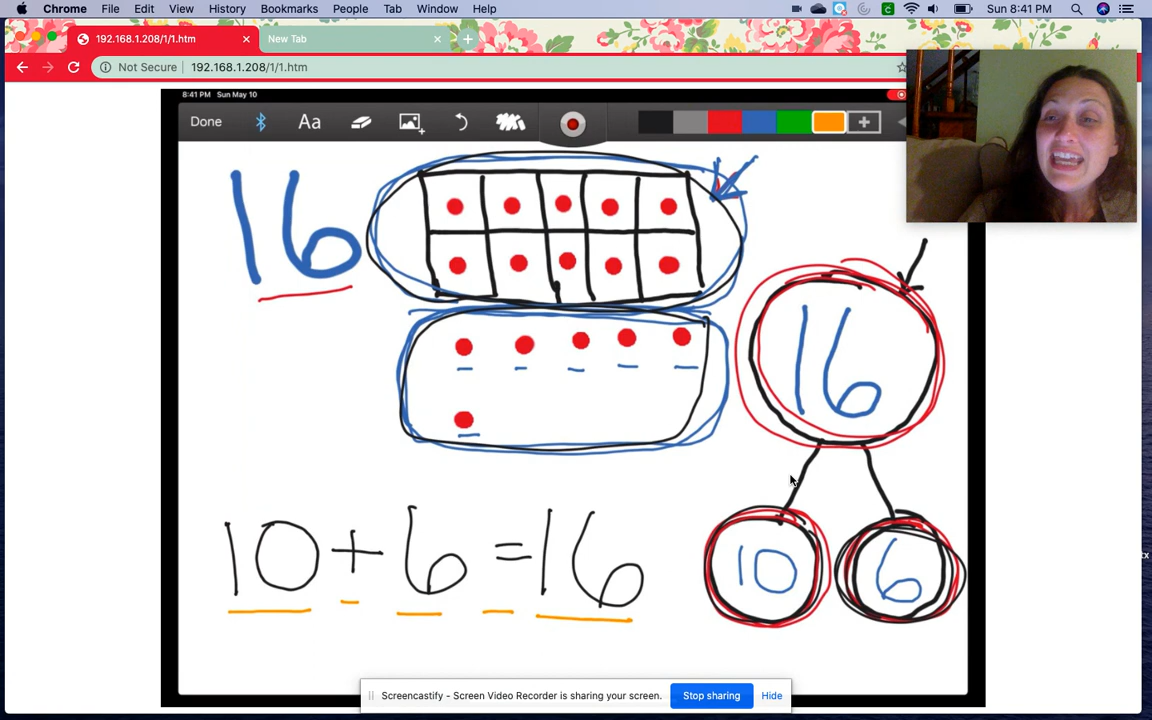 Chrome File Edit View History Bookmarks People Tab Window Help Sun 8:41 PM
192.168.1.208/1/1.htm New Tab
Not Secure 192.168.1.208/1/1.htm
8:41 PM Sun May 10
Done Aa
16
16
10 6
10 + 6 = 16
Screencastify - Screen Video Recorder is sharing your screen. Stop sharing Hide